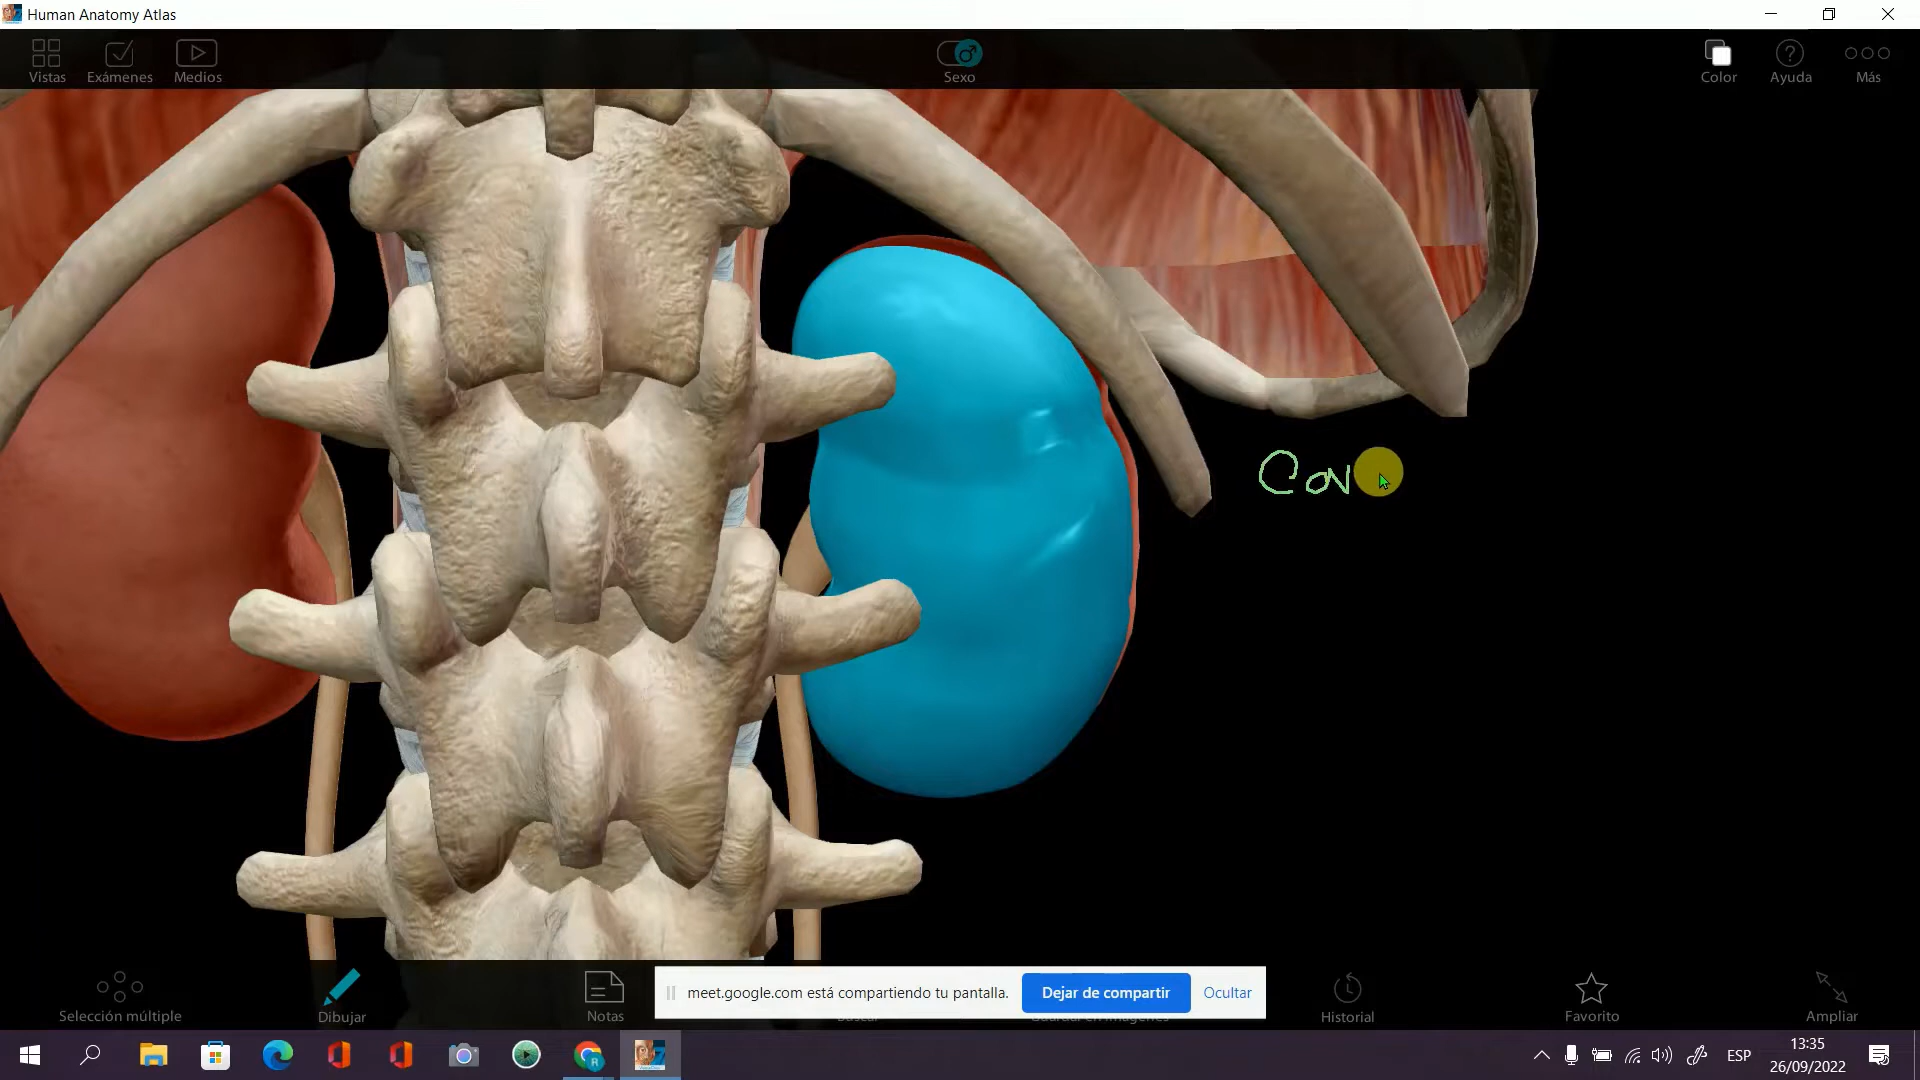 Human Anatomy Atlas
Vistas
Exámenes
Medios
Sexo
Color
Ayuda
Más
Con
Selección múltiple
Dibujar
Notas
meet.google.com está compartiendo tu pantalla.
Dejar de compartir
Ocultar
Historial
Favorito
Ampliar
ESP
13:35
26/09/2022